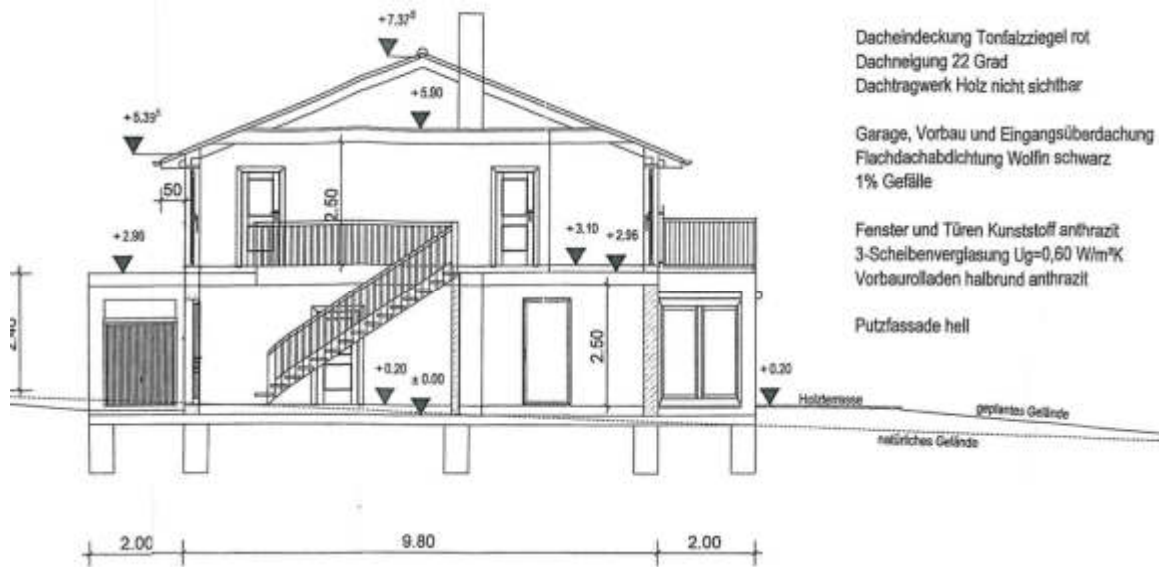 +7.37⁵
+5.39⁵
+5.90
50
2.50
+2.96
+3.10
+2.96
2.50
+0.20
±0.00
+0.20
Holzterrasse
geplantes Gelände
natürliches Gelände
2.00
9.80
2.00
Dacheindeckung Tonfalzziegel rot
Dachneigung 22 Grad
Dachtragwerk Holz nicht sichtbar
Garage, Vorbau und Eingangsüberdachung
Flachdachabdichtung Wolfin schwarz
1% Gefälle
Fenster und Türen Kunststoff anthrazit
3-Scheibenverglasung Ug=0,60 W/m²K
Vorbaurolladen halbrund anthrazit
Putzfassade hell